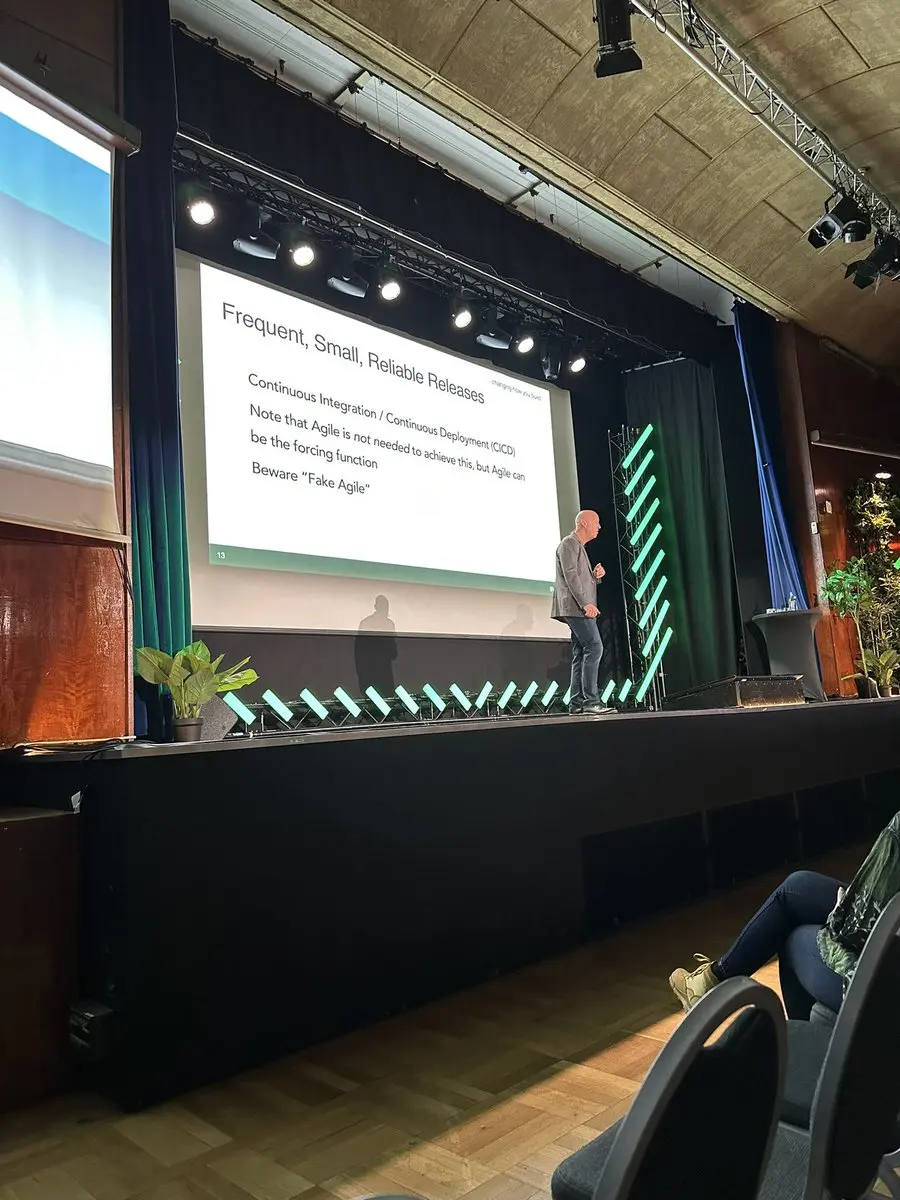 Frequent, Small, Reliable Releases
changing how you build
Continuous Integration / Continuous Deployment (CICD)
Note that Agile is not needed to achieve this, but Agile can
be the forcing function
Beware “Fake Agile”
13